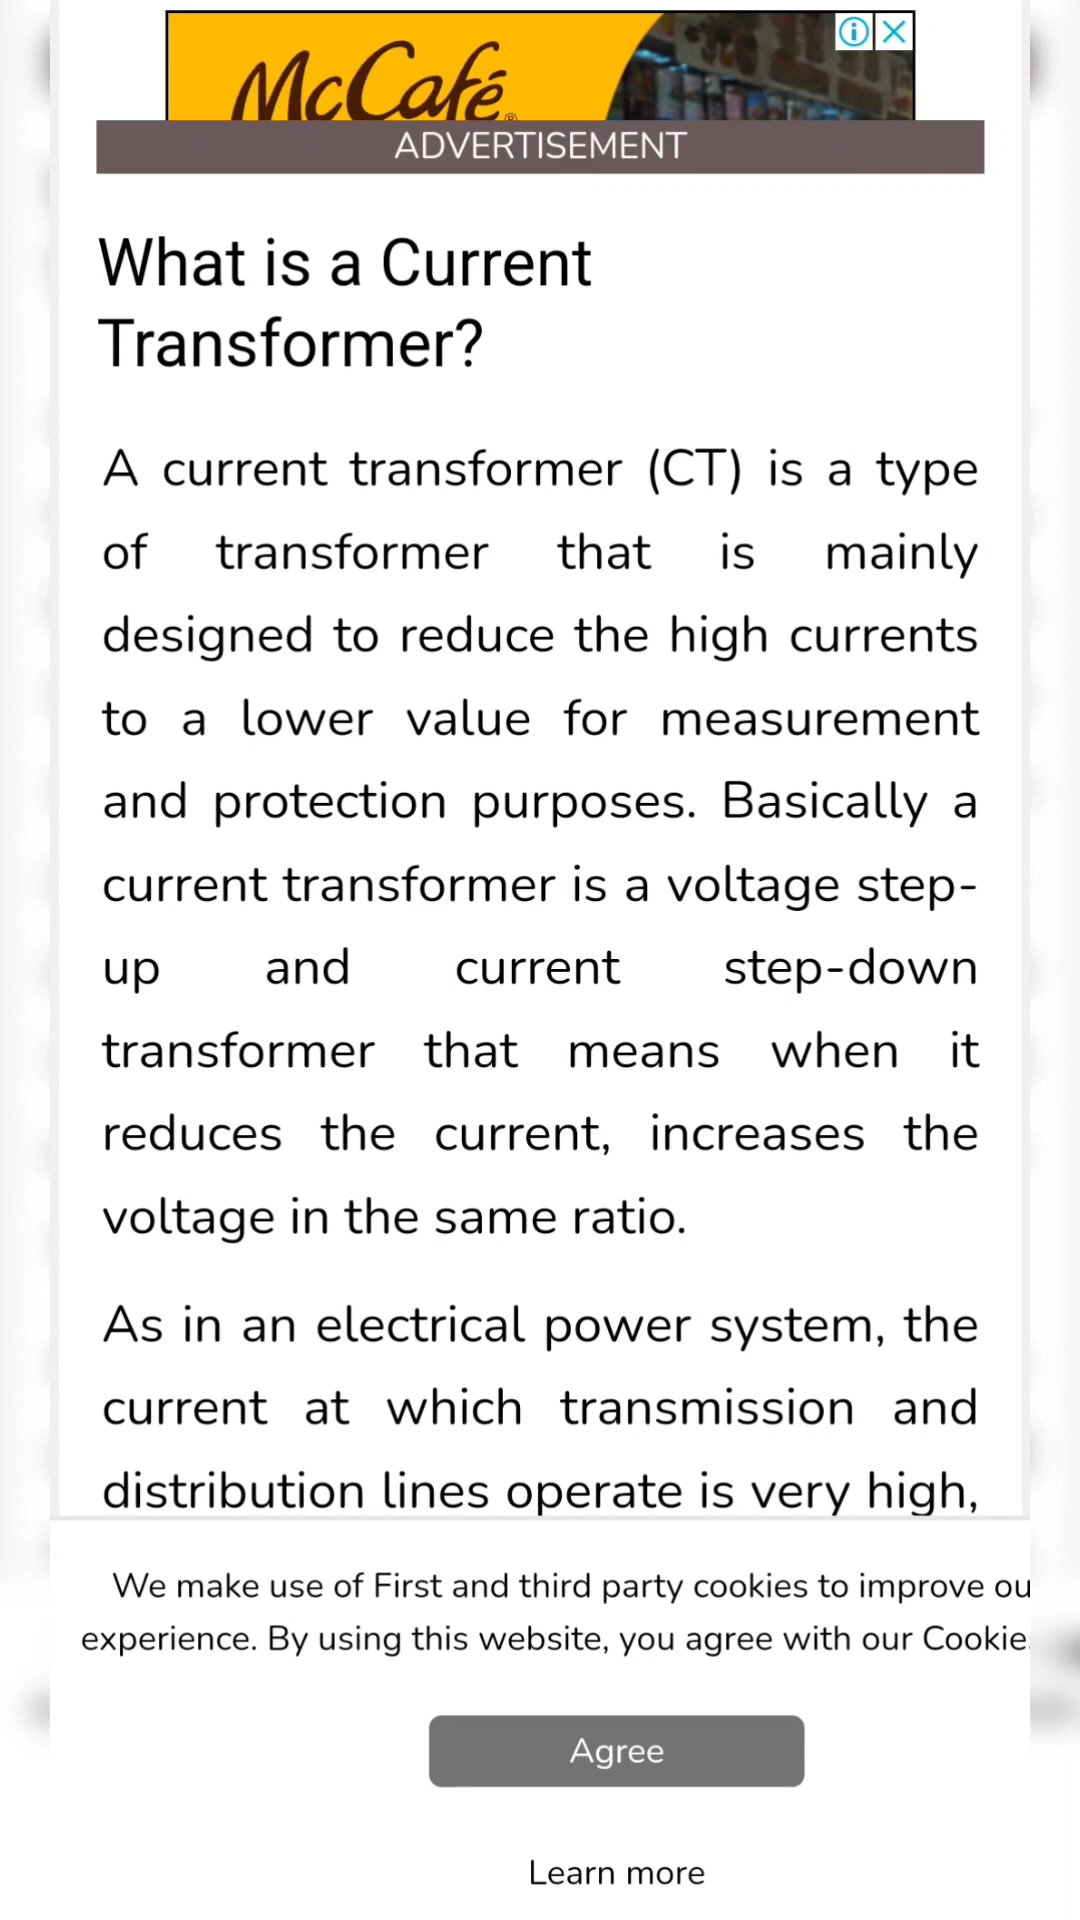 McCafé®
ADVERTISEMENT
What is a Current
Transformer?
A current transformer (CT) is a type
of transformer that is mainly
designed to reduce the high currents
to a lower value for measurement
and protection purposes. Basically a
current transformer is a voltage step-
up and current step-down
transformer that means when it
reduces the current, increases the
voltage in the same ratio.
As in an electrical power system, the
current at which transmission and
distribution lines operate is very high,
We make use of First and third party cookies to improve ou
experience. By using this website, you agree with our Cookie
Agree
Learn more